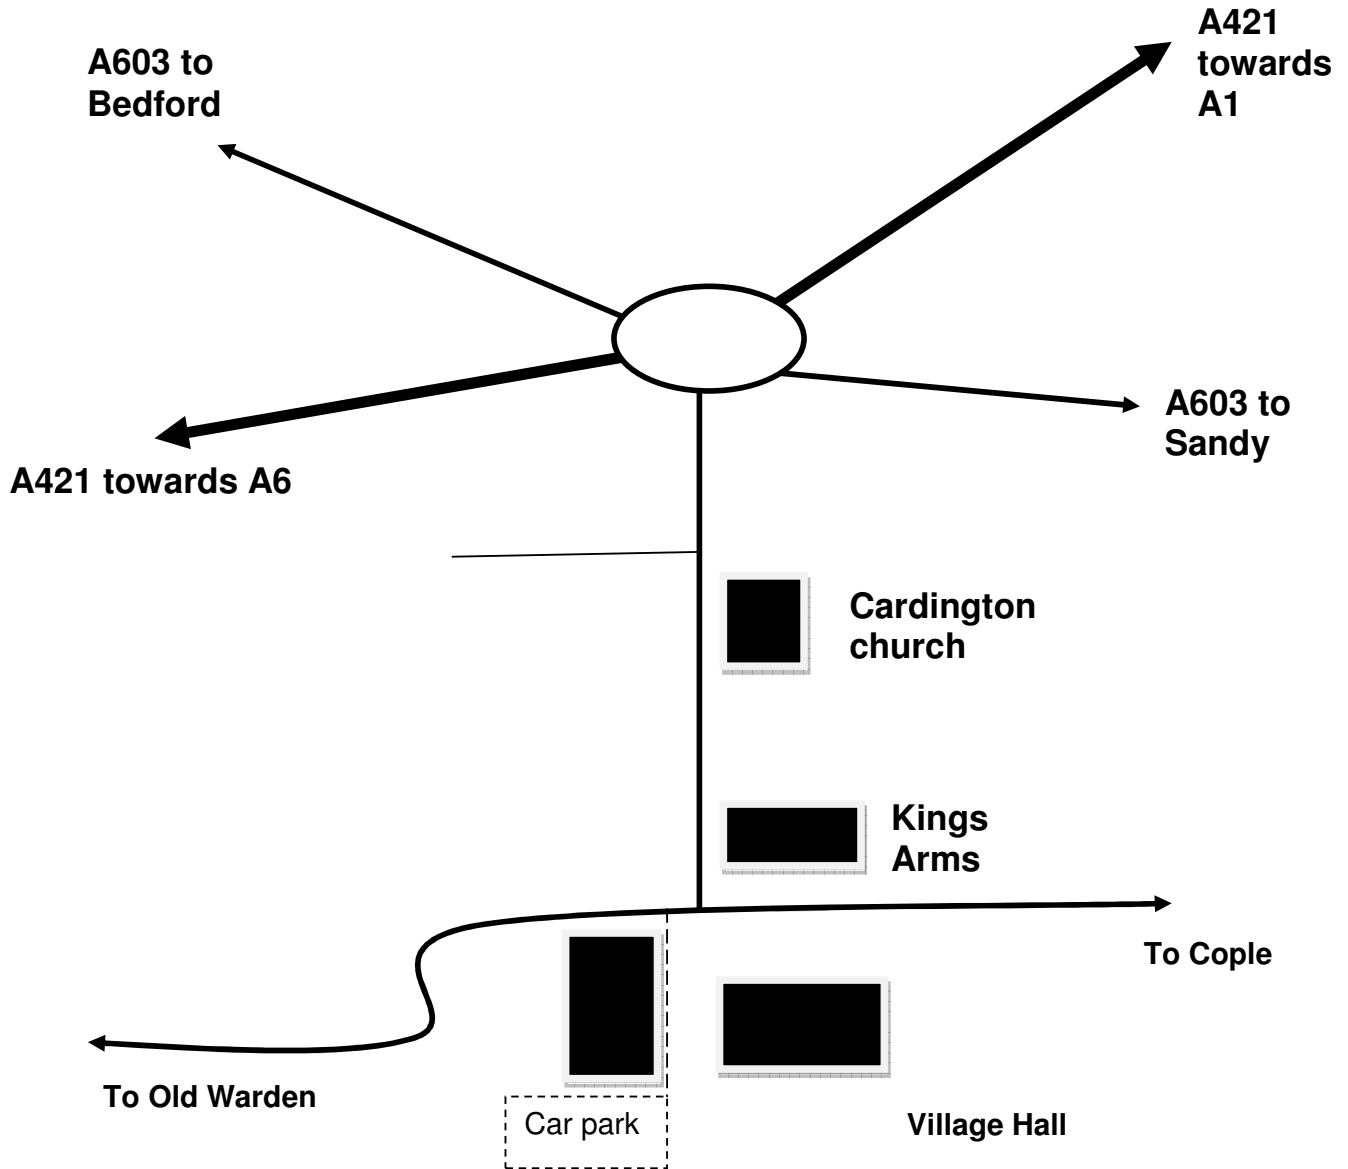 A421
towards
A1
A603 to
Bedford
A603 to
Sandy
A421 towards A6
Cardington
church
Kings
Arms
To Cople
To Old Warden
Car park
Village Hall